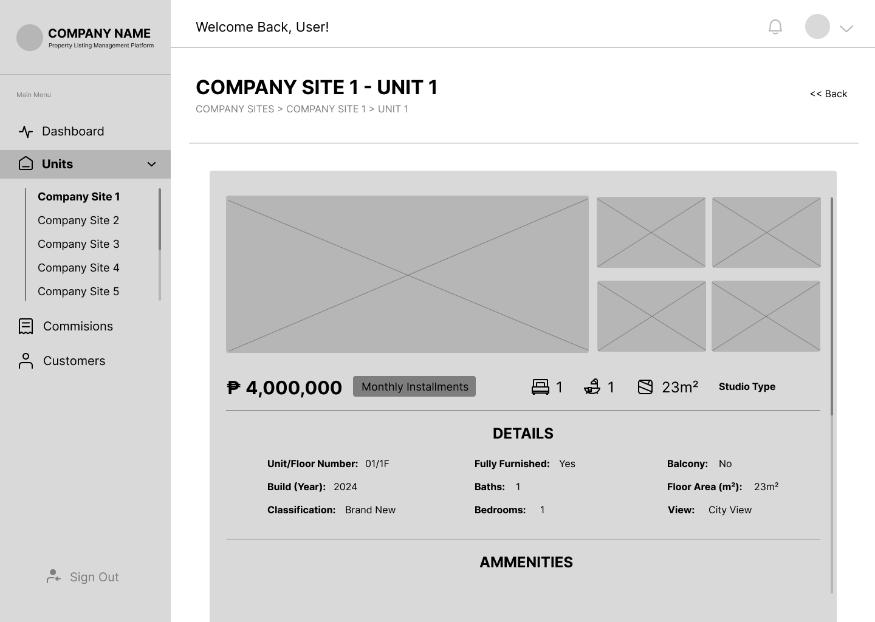 COMPANY NAME
Property Listing Management Platform
Main Menu
Dashboard
Units
Company Site 1
Company Site 2
Company Site 3
Company Site 4
Company Site 5
Commisions
Customers
Sign Out
Welcome Back, User!
COMPANY SITE 1 - UNIT 1
COMPANY SITES > COMPANY SITE 1 > UNIT 1
<< Back
₱ 4,000,000 Monthly Installments 1 1 23m² Studio Type
DETAILS
Unit/Floor Number: 01/1F Fully Furnished: Yes Balcony: No
Build (Year): 2024 Baths: 1 Floor Area (m²): 23m²
Classification: Brand New Bedrooms: 1 View: City View
AMMENITIES